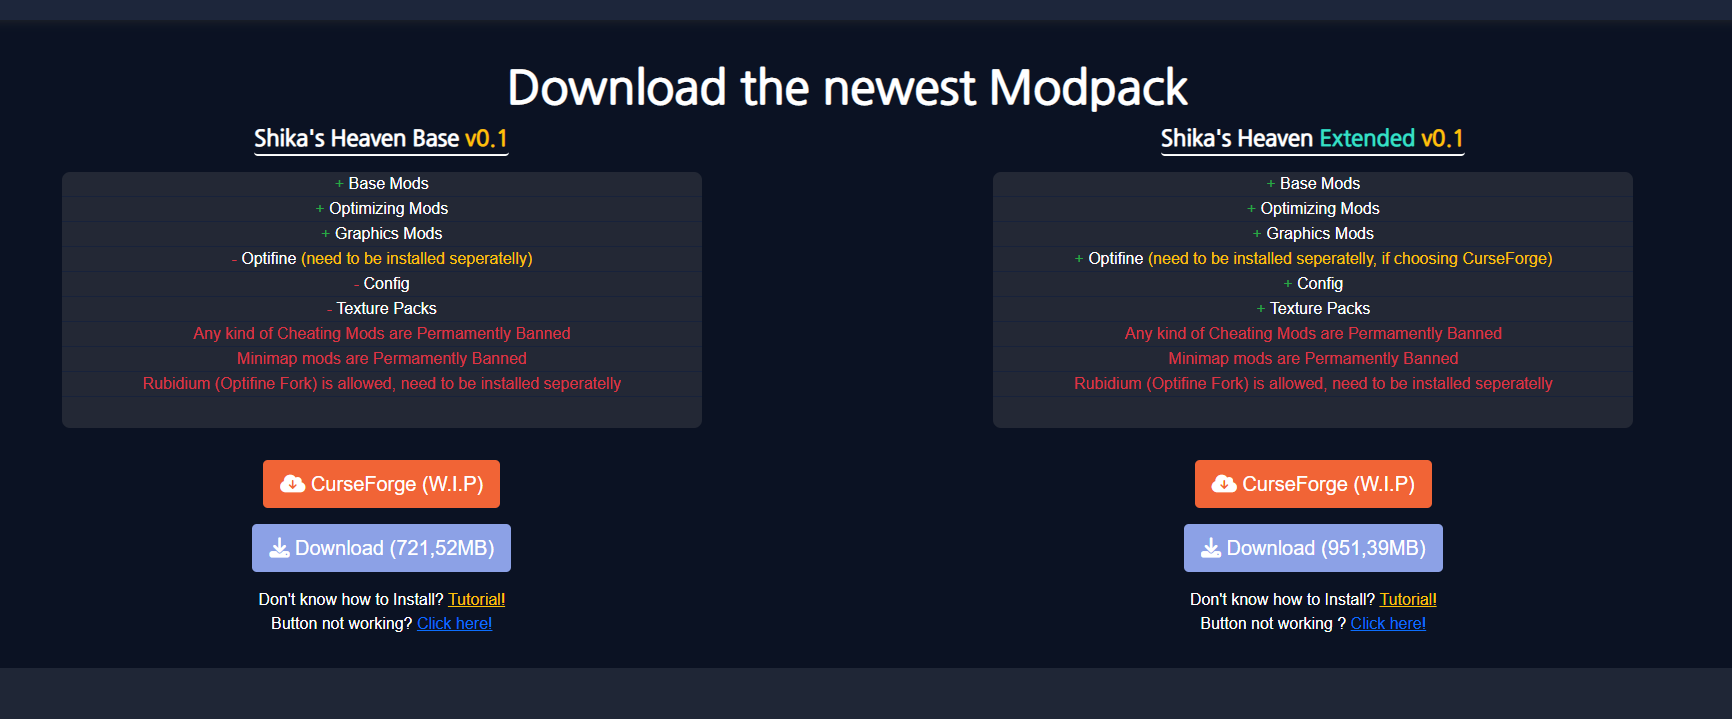 Download the newest Modpack
Shika's Heaven Base v0.1
+ Base Mods
+ Optimizing Mods
+ Graphics Mods
- Optifine (need to be installed seperatelly)
- Config
- Texture Packs
Any kind of Cheating Mods are Permamently Banned
Minimap mods are Permamently Banned
Rubidium (Optifine Fork) is allowed, need to be installed seperatelly
CurseForge (W.I.P)
Download (721,52MB)
Don't know how to Install? Tutorial!
Button not working? Click here!
Shika's Heaven Extended v0.1
+ Base Mods
+ Optimizing Mods
+ Graphics Mods
+ Optifine (need to be installed seperatelly, if choosing CurseForge)
+ Config
+ Texture Packs
Any kind of Cheating Mods are Permamently Banned
Minimap mods are Permamently Banned
Rubidium (Optifine Fork) is allowed, need to be installed seperatelly
CurseForge (W.I.P)
Download (951,39MB)
Don't know how to Install? Tutorial!
Button not working ? Click here!